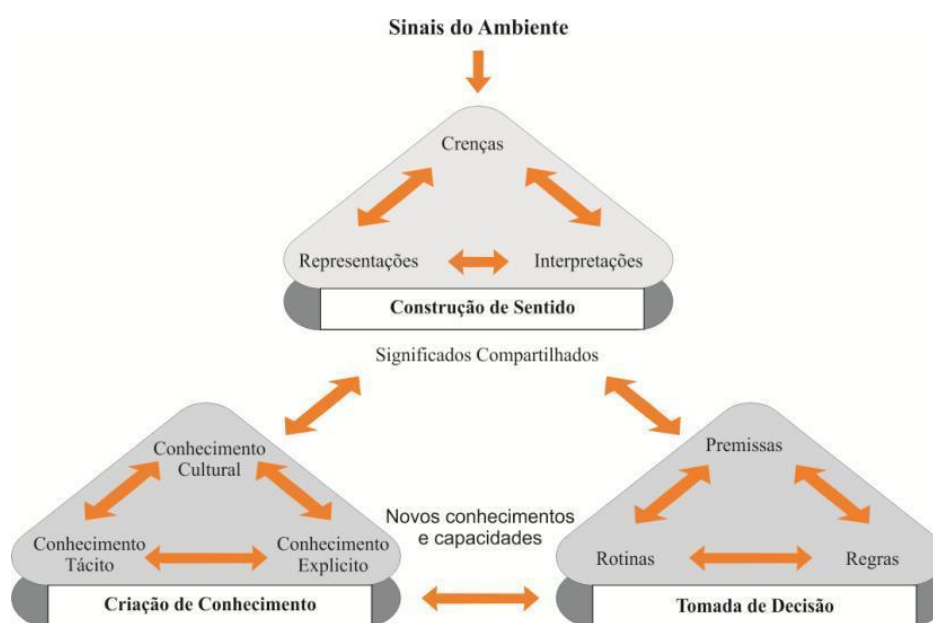 Sinais do Ambiente
Crenças
Representações
Interpretações
Construção de Sentido
Significados Compartilhados
Conhecimento
Cultural
Conhecimento
Tácito
Conhecimento
Explícito
Criação de Conhecimento
Novos conhecimentos
e capacidades
Premissas
Rotinas
Regras
Tomada de Decisão